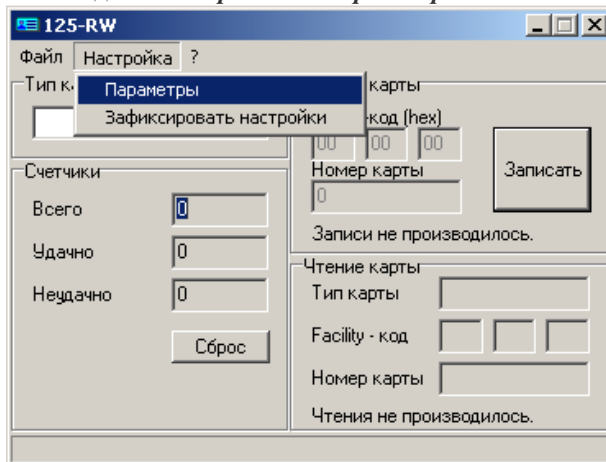 125-RW
Файл Настройка ?
Параметры
Зафиксировать настройки
Тип к
карты
код (hex)
00 00 00
Номер карты
0
Записать
Записи не производилось.
Счетчики
Всего 0
Удачно 0
Неудачно 0
Сброс
Чтение карты
Тип карты
Facility - код
Номер карты
Чтения не производилось.